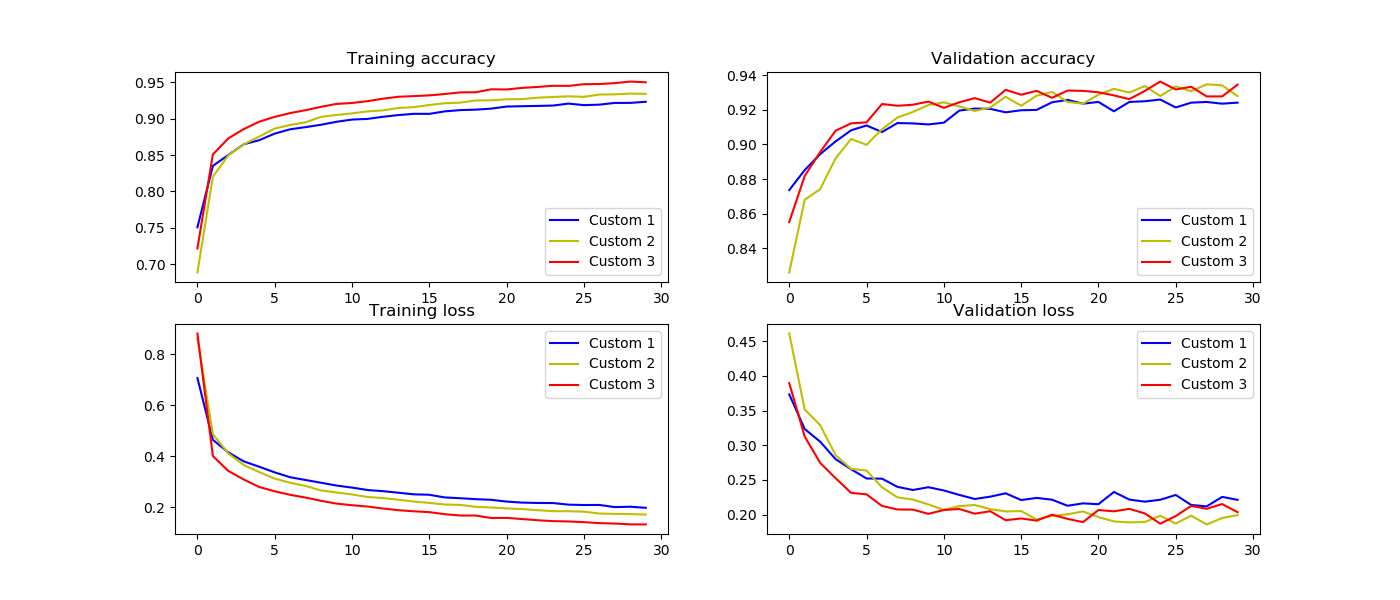 Training accuracy
0.95
0.90
0.85
0.80
0.75
0.70
Custom 1
Custom 2
Custom 3
0 5 10 15 20 25 30
Validation accuracy
0.94
0.92
0.90
0.88
0.86
0.84
Custom 1
Custom 2
Custom 3
0 5 10 15 20 25 30
Training loss
0.8
0.6
0.4
0.2
Custom 1
Custom 2
Custom 3
0 5 10 15 20 25 30
Validation loss
0.45
0.40
0.35
0.30
0.25
0.20
Custom 1
Custom 2
Custom 3
0 5 10 15 20 25 30